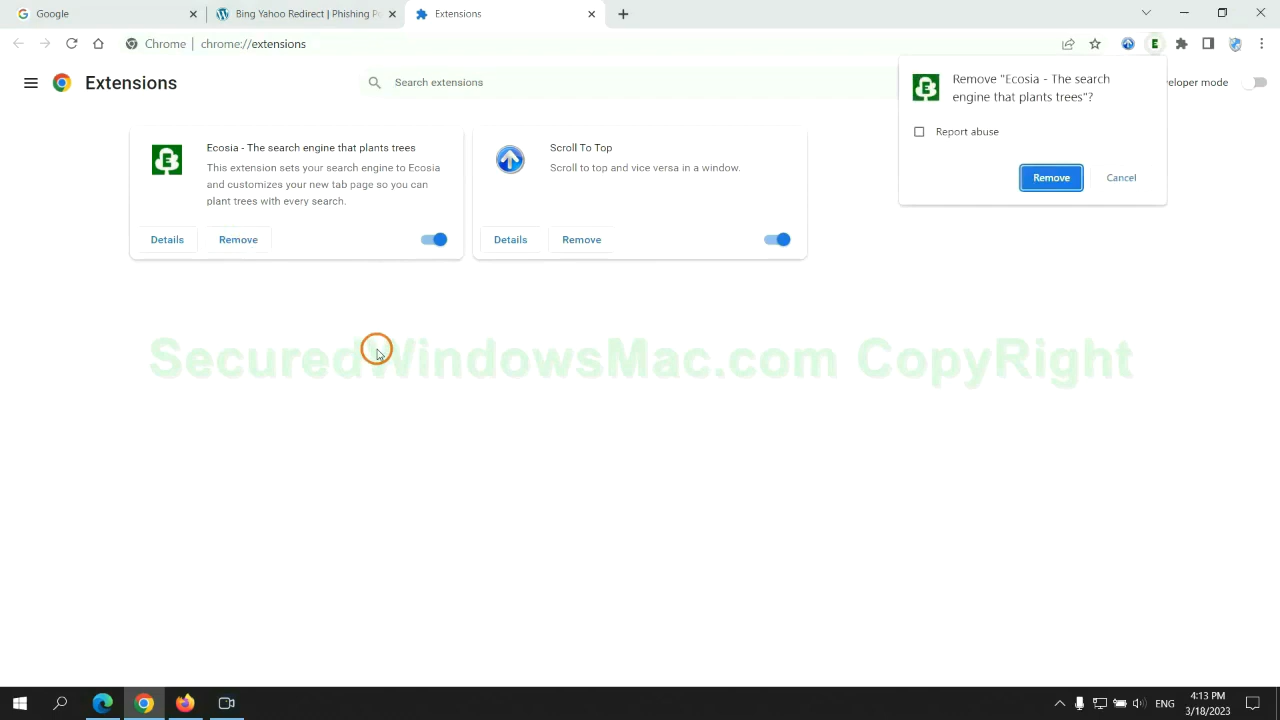 Google
Bing Yahoo Redirect | Phishing P
Extensions
Chrome
chrome://extensions
Extensions
Search extensions
eloper mode
Remove "Ecosia - The search
engine that plants trees"?
Report abuse
Remove
Cancel
Ecosia - The search engine that plants trees
This extension sets your search engine to Ecosia
and customizes your new tab page so you can
plant trees with every search.
Details
Remove
Scroll To Top
Scroll to top and vice versa in a window.
Details
Remove
SecuredWindowsMac.com CopyRight
ENG
4:13 PM
3/18/2023